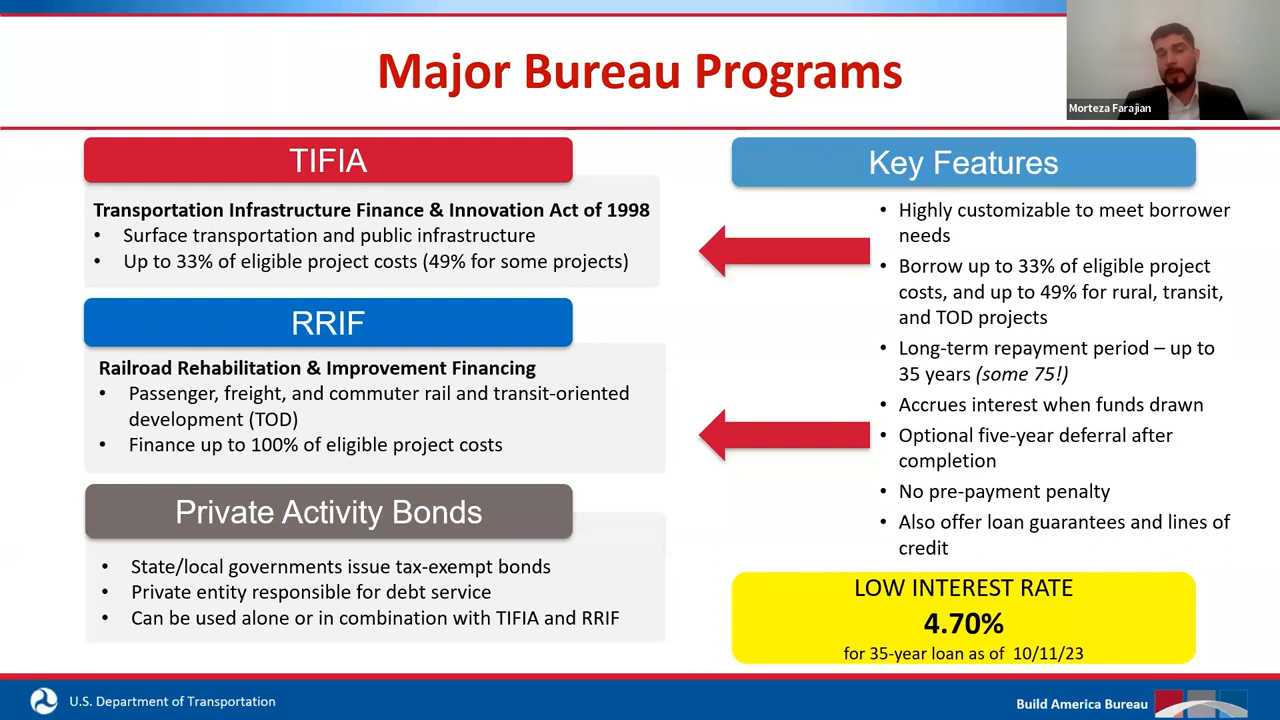 Major Bureau Programs
Morteza Farajian
TIFIA
Transportation Infrastructure Finance & Innovation Act of 1998
• Surface transportation and public infrastructure
• Up to 33% of eligible project costs (49% for some projects)
RRIF
Railroad Rehabilitation & Improvement Financing
• Passenger, freight, and commuter rail and transit-oriented
development (TOD)
• Finance up to 100% of eligible project costs
Private Activity Bonds
• State/local governments issue tax-exempt bonds
• Private entity responsible for debt service
• Can be used alone or in combination with TIFIA and RRIF
Key Features
• Highly customizable to meet borrower
needs
• Borrow up to 33% of eligible project
costs, and up to 49% for rural, transit,
and TOD projects
• Long-term repayment period – up to
35 years (some 75!)
• Accrues interest when funds drawn
• Optional five-year deferral after
completion
• No pre-payment penalty
• Also offer loan guarantees and lines of
credit
LOW INTEREST RATE
4.70%
for 35-year loan as of 10/11/23
U.S. Department of Transportation
Build America Bureau